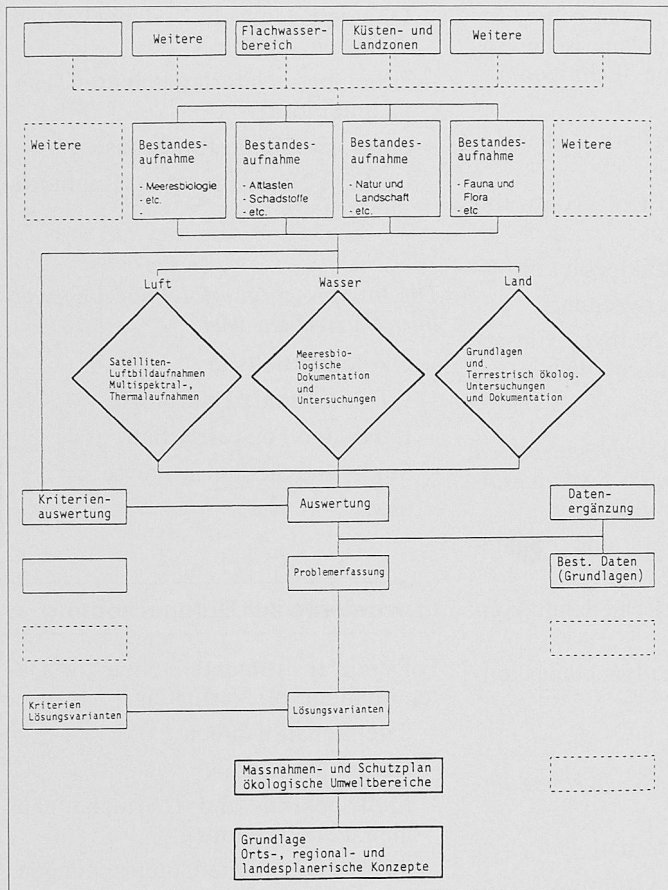 Weitere
Flachwasser-
bereich
Küsten- und
Landzonen
Weitere
Weitere
Bestandes-
aufnahme
- Meeresbiologie
- etc.
-
Bestandes-
aufnahme
- Altlasten
- Schadstoffe
- etc.
Bestandes-
aufnahme
- Natur und
Landschaft
- etc.
Bestandes-
aufnahme
- Fauna und
Flora
- etc
Weitere
Luft
Wasser
Land
Satelliten-
Luftbildaufnahmen
Multispektral-,
Thermalaufnahmen
Meeresbio-
logische
Dokumentation
und
Untersuchungen
Grundlagen
und
Terrestrisch ökolog.
Untersuchungen
und Dokumentation
Kriterien-
auswertung
Auswertung
Daten-
ergänzung
Problemerfassung
Best. Daten
(Grundlagen)
Kriterien
Lösungsvarianten
Lösungsvarianten
Massnahmen- und Schutzplan
ökologische Umweltbereiche
Grundlage
Orts-, regional- und
landesplanerische Konzepte